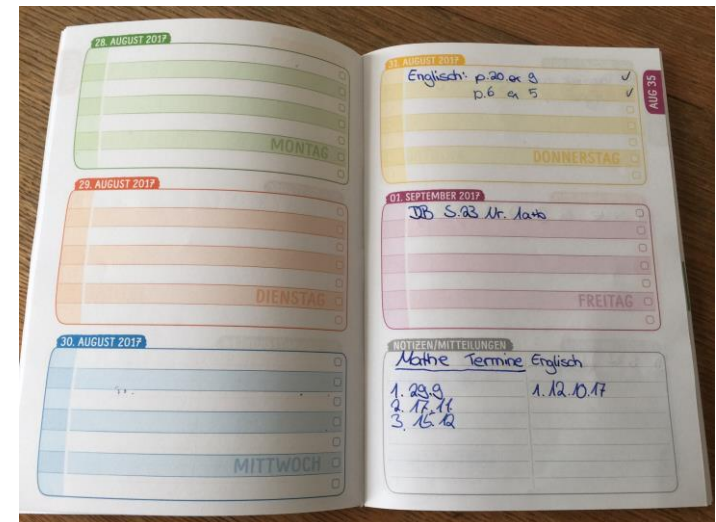 28. AUGUST 2017
MONTAG
29. AUGUST 2017
DIENSTAG
30. AUGUST 2017
MITTWOCH
31. AUGUST 2017
Englisch: p.20. ex 9 ✓
p.6 ex 5 ✓
DONNERSTAG
AUG 35
01. SEPTEMBER 2017
DB S.23 Nr. 1a+b
FREITAG
NOTIZEN/MITTEILUNGEN
Mathe Termine Englisch
1. 29.9 1. 12.10.17
2. 17.11.
3. 15.12